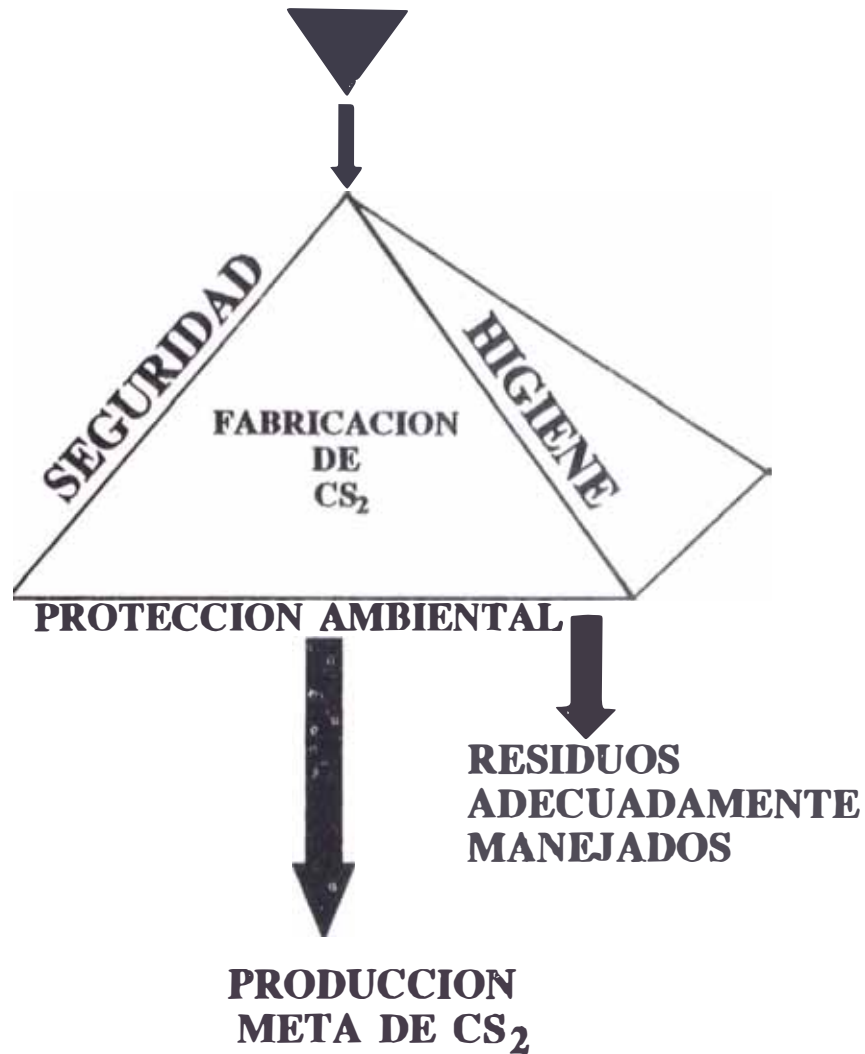 SEGURIDAD
HIGIENE
FABRICACION
DE
CS₂
PROTECCION AMBIENTAL
RESIDUOS
ADECUADAMENTE
MANEJADOS
PRODUCCION
META DE CS₂